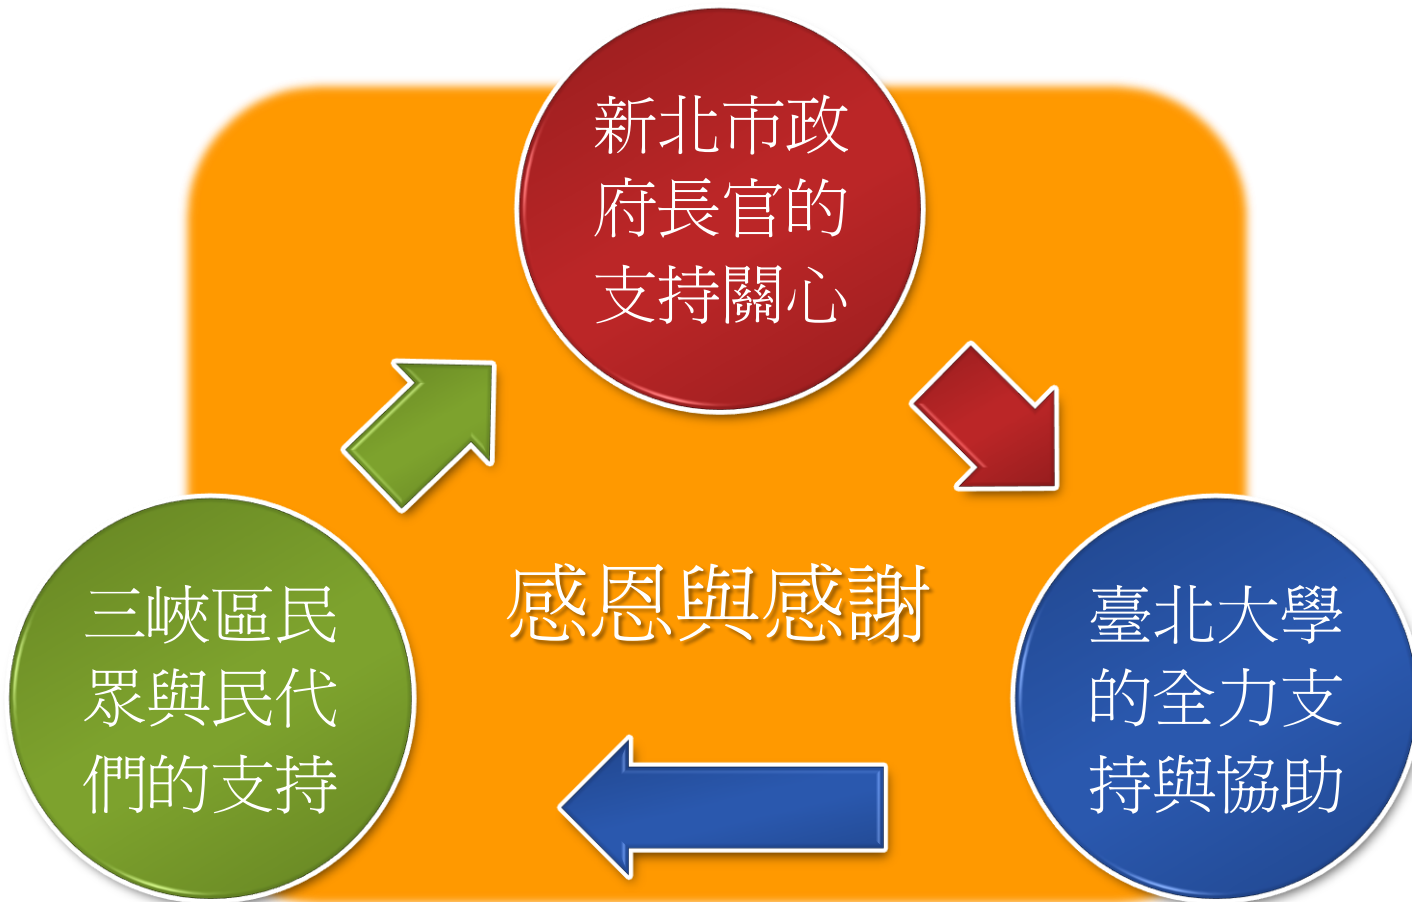 新北市政
府長官的
支持關心
感恩與感謝
三峽區民
眾與民代
們的支持
臺北大學
的全力支
持與協助